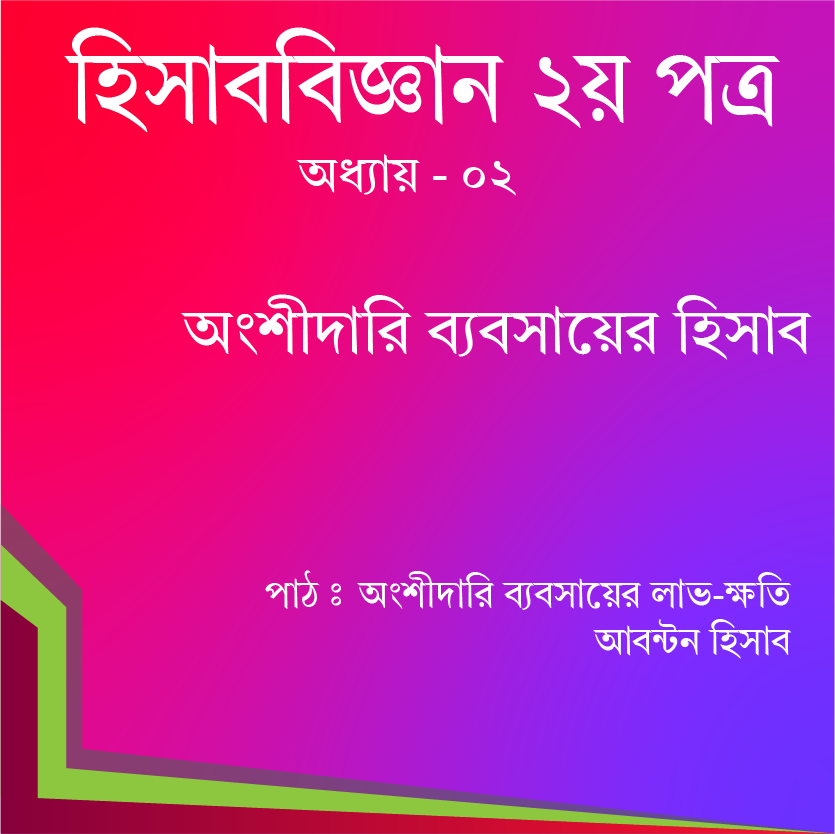 হিসাববিজ্ঞান ২য় পত্র
অধ্যায় - ০২
অংশীদারি ব্যবসায়ের হিসাব
পাঠ ঃ অংশীদারি ব্যবসায়ের লাভ-ক্ষতি
আবন্টন হিসাব